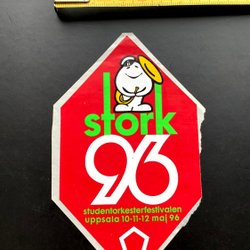 stork
96
studentorkesterfestivalen
uppsala 10-11-12 maj 96